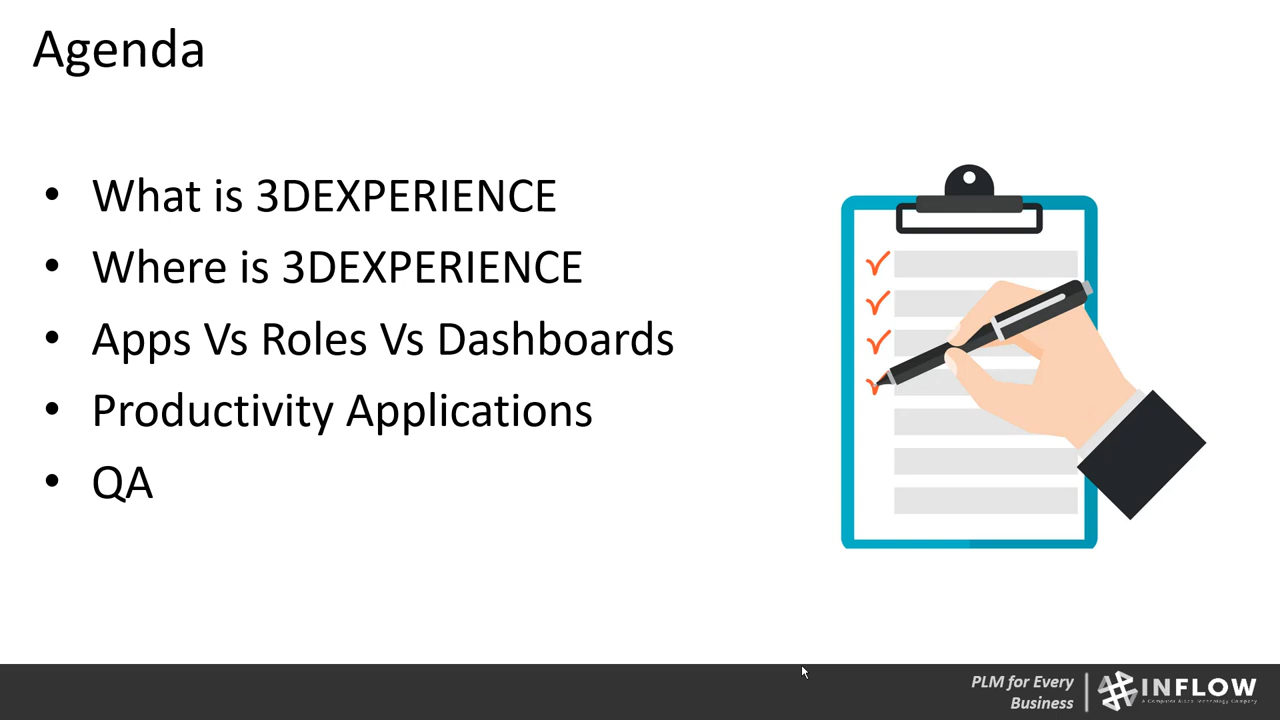 Agenda
• What is 3DEXPERIENCE
• Where is 3DEXPERIENCE
• Apps Vs Roles Vs Dashboards
• Productivity Applications
• QA
PLM for Every
Business
INFLOW